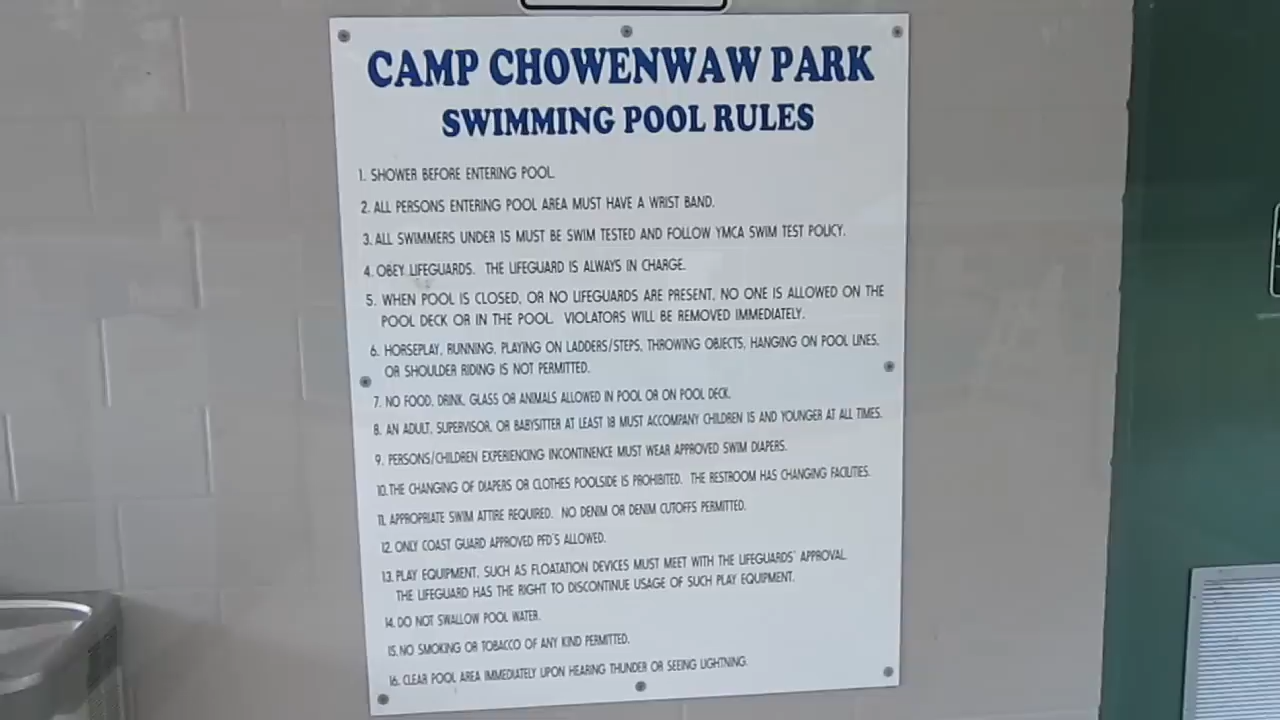 CAMP CHOWENWAW PARK
SWIMMING POOL RULES
1. SHOWER BEFORE ENTERING POOL.
2. ALL PERSONS ENTERING POOL AREA MUST HAVE A WRIST BAND.
3. ALL SWIMMERS UNDER 15 MUST BE SWIM TESTED AND FOLLOW YMCA SWIM TEST POLICY.
4. OBEY LIFEGUARDS. THE LIFEGUARD IS ALWAYS IN CHARGE.
5. WHEN POOL IS CLOSED, OR NO LIFEGUARDS ARE PRESENT, NO ONE IS ALLOWED ON THE
POOL DECK OR IN THE POOL. VIOLATORS WILL BE REMOVED IMMEDIATELY.
6. HORSEPLAY, RUNNING, PLAYING ON LADDERS/STEPS, THROWING OBJECTS, HANGING ON POOL LINES,
OR SHOULDER RIDING IS NOT PERMITTED.
7. NO FOOD, DRINK, GLASS OR ANIMALS ALLOWED IN POOL OR ON POOL DECK.
8. AN ADULT, SUPERVISOR, OR BABYSITTER AT LEAST 18 MUST ACCOMPANY CHILDREN 15 AND YOUNGER AT ALL TIMES.
9. PERSONS/CHILDREN EXPERIENCING INCONTINENCE MUST WEAR APPROVED SWIM DIAPERS.
10. THE CHANGING OF DIAPERS OR CLOTHES POOLSIDE IS PROHIBITED. THE RESTROOM HAS CHANGING FACILITIES.
11. APPROPRIATE SWIM ATTIRE REQUIRED. NO DENIM OR DENIM CUTOFFS PERMITTED.
12. ONLY COAST GUARD APPROVED PFD'S ALLOWED.
13. PLAY EQUIPMENT, SUCH AS FLOATATION DEVICES MUST MEET WITH THE LIFEGUARDS' APPROVAL.
THE LIFEGUARD HAS THE RIGHT TO DISCONTINUE USAGE OF SUCH PLAY EQUIPMENT.
14. DO NOT SWALLOW POOL WATER.
15. NO SMOKING OR TOBACCO OF ANY KIND PERMITTED.
16. CLEAR POOL AREA IMMEDIATELY UPON HEARING THUNDER OR SEEING LIGHTNING.